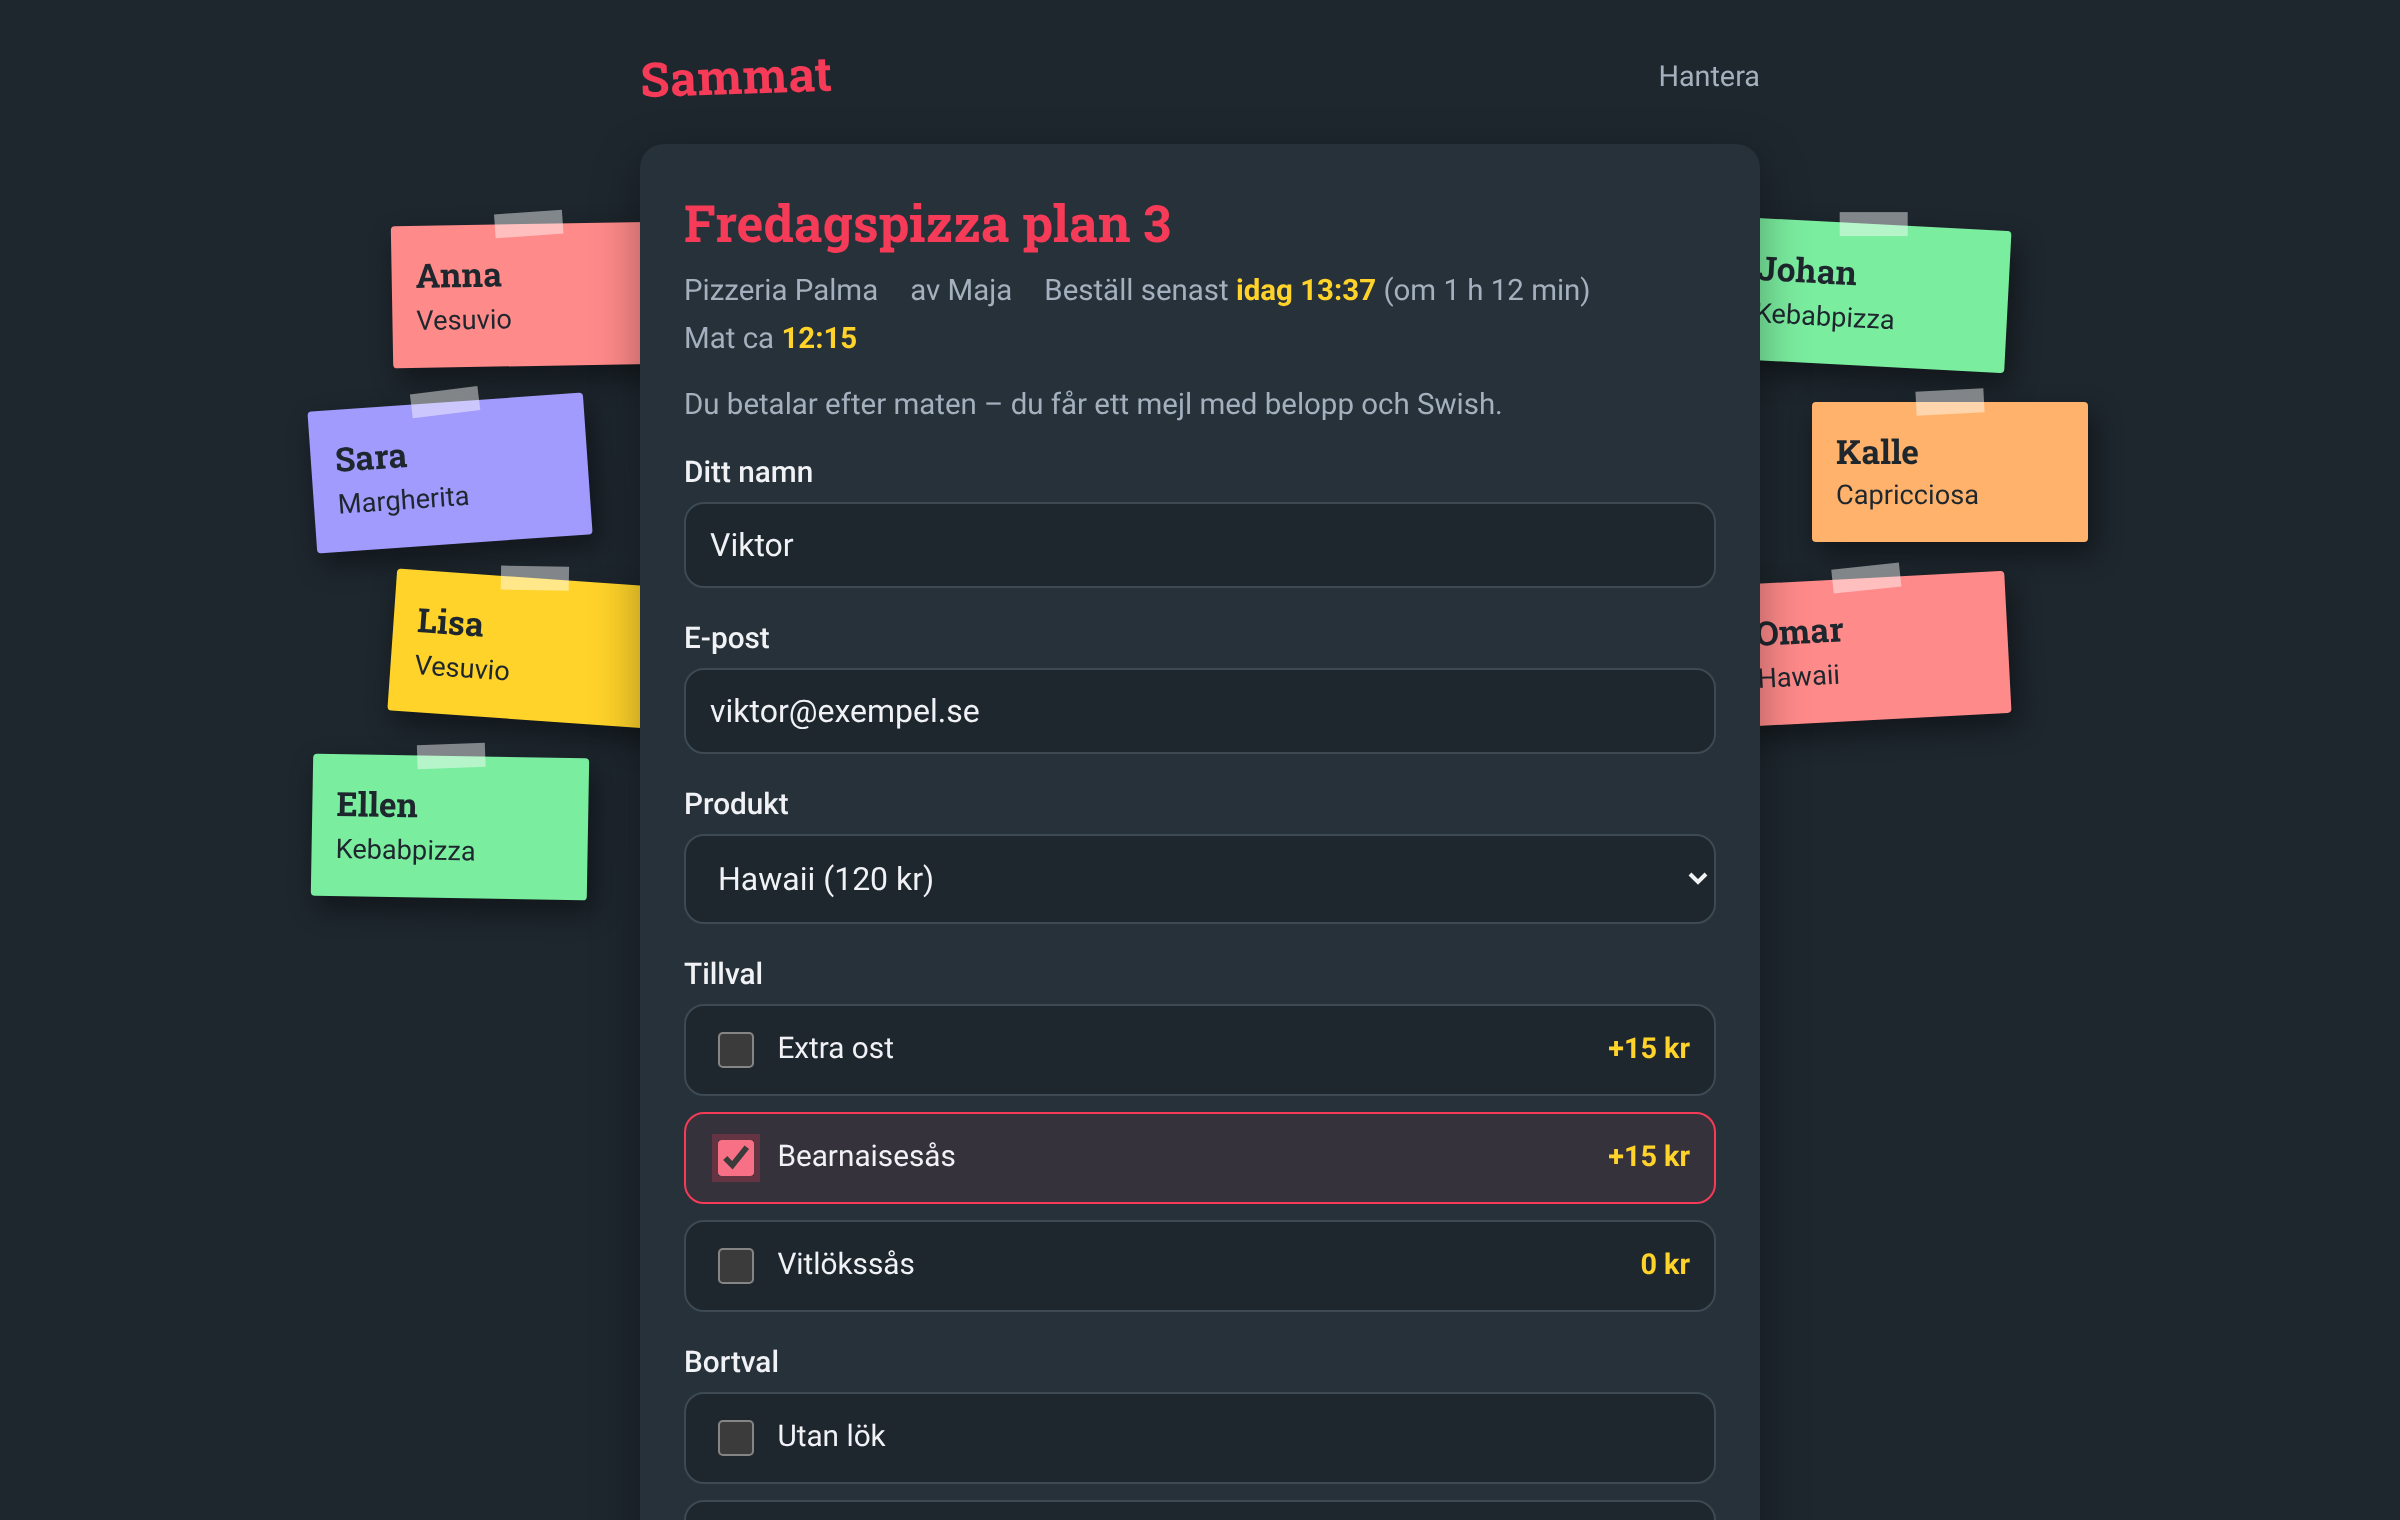 Sammat
Hantera
Fredagspizza plan 3
Pizzeria Palma av Maja Beställ senast idag 13:37 (om 1 h 12 min)
Mat ca 12:15
Du betalar efter maten – du får ett mejl med belopp och Swish.
Ditt namn
Viktor
E-post
viktor@exempel.se
Produkt
Hawaii (120 kr)
Tillval
Extra ost +15 kr
Bearnaisesås +15 kr
Vitlökssås 0 kr
Bortval
Utan lök
Anna
Vesuvio
Sara
Margherita
Lisa
Vesuvio
Ellen
Kebabpizza
Johan
Kebabpizza
Kalle
Capricciosa
Omar
Hawaii